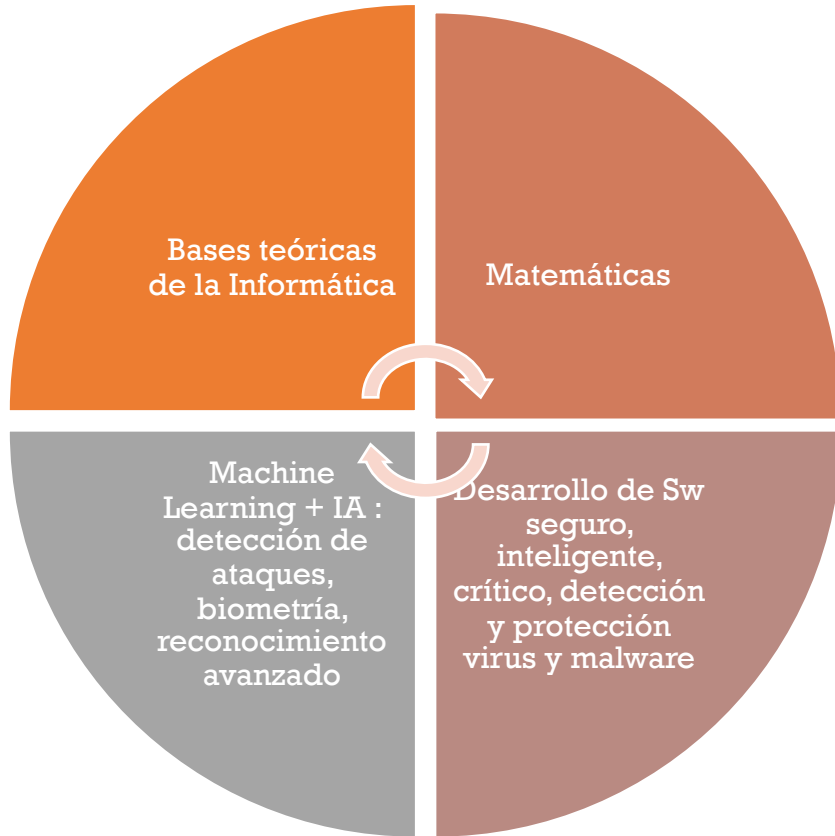 Bases teóricas
de la Informática
Matemáticas
Machine
Learning + IA :
detección de
ataques,
biometría,
reconocimiento
avanzado
Desarrollo de Sw
seguro,
inteligente,
crítico, detección
y protección
virus y malware